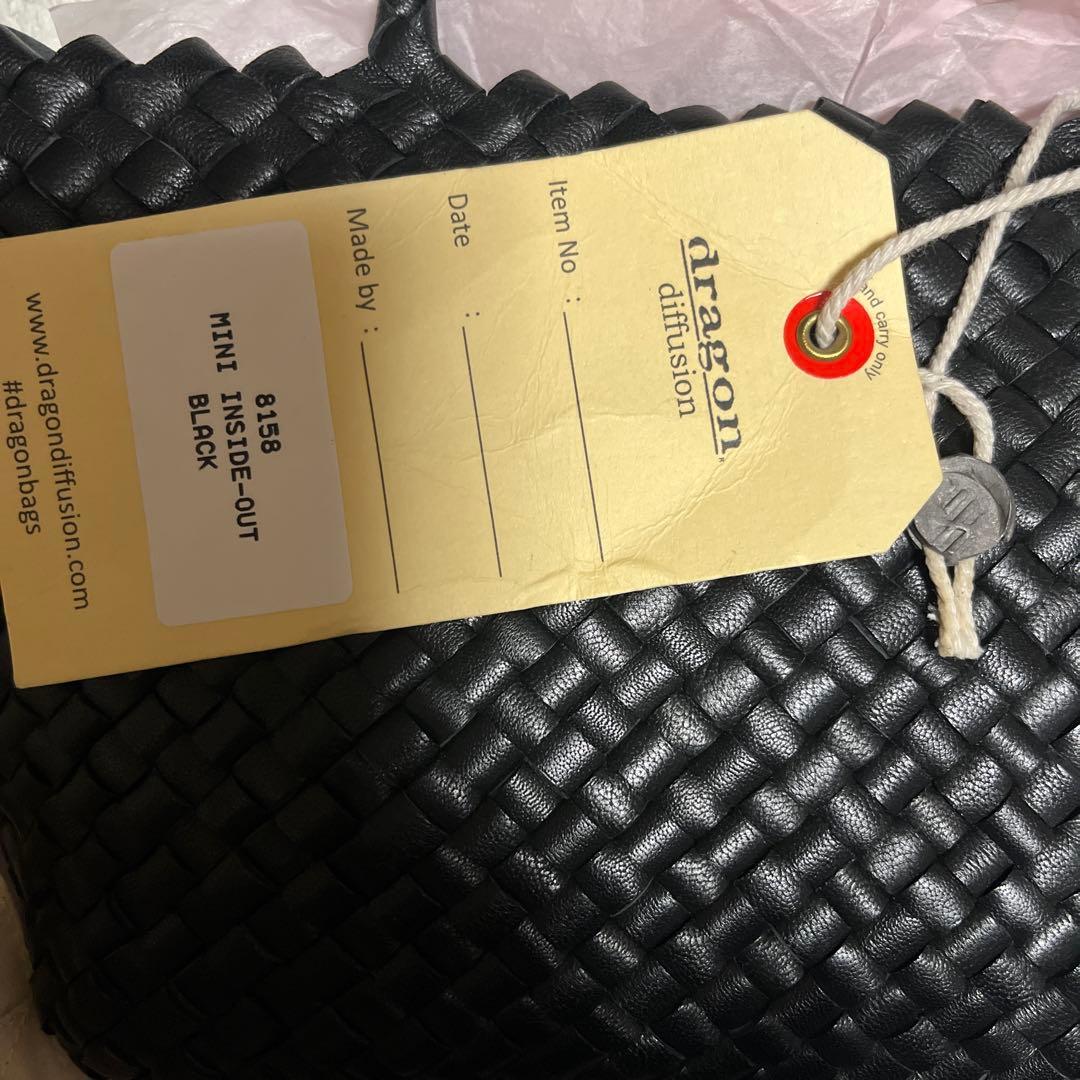 and carry only
dragon
diffusion
Item No :
Date :
Made by :
8158
MINI INSIDE-OUT
BLACK
www.dragondiffusion.com
#dragonbags